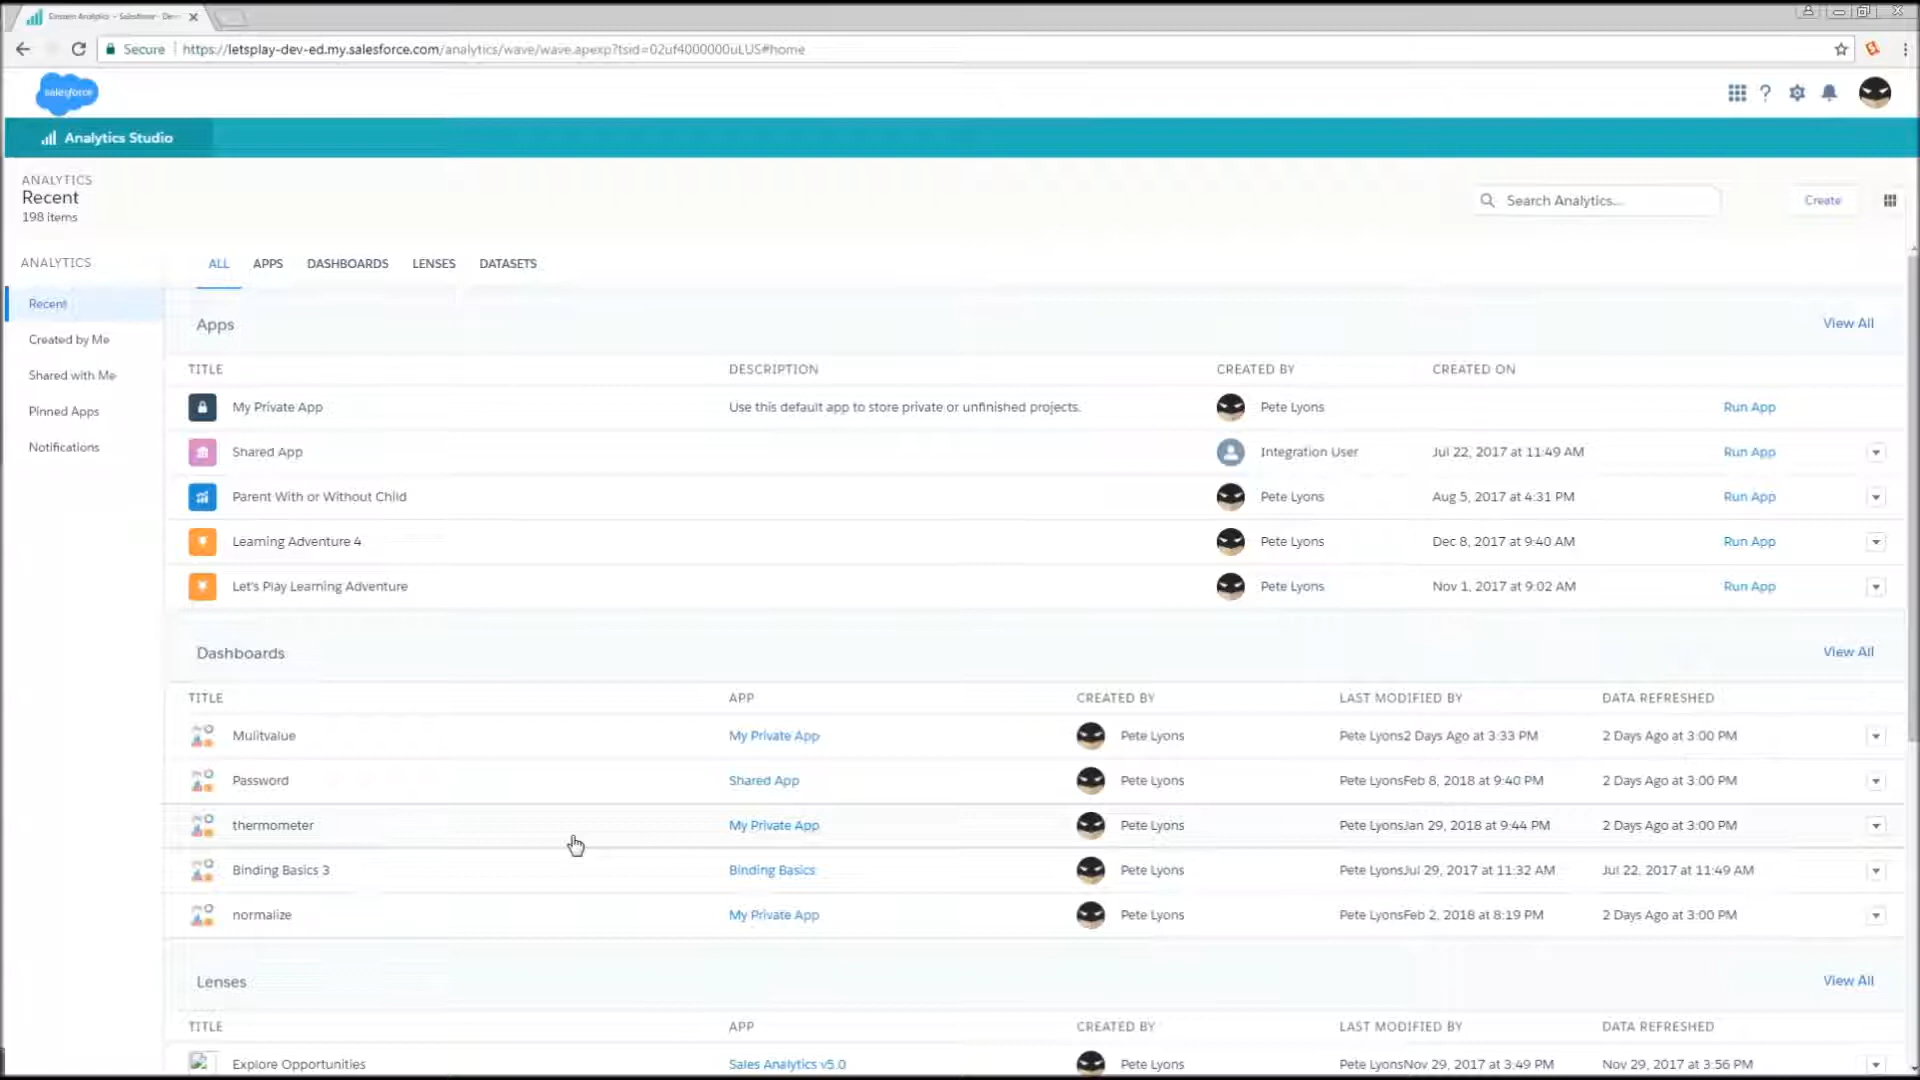 Einstein Analytics - Salesforce - Dev
Secure https://letsplay-dev-ed.my.salesforce.com/analytics/wave/wave.apexp?tsid=02uf4000000uLUS#home
salesforce
Analytics Studio
ANALYTICS
Recent
198 items
Search Analytics...
Create
ANALYTICS
ALL APPS DASHBOARDS LENSES DATASETS
Recent
Created by Me
Shared with Me
Pinned Apps
Notifications
Apps View All
TITLE DESCRIPTION CREATED BY CREATED ON
My Private App Use this default app to store private or unfinished projects. Pete Lyons Run App
Shared App Integration User Jul 22, 2017 at 11:49 AM Run App
Parent With or Without Child Pete Lyons Aug 5, 2017 at 4:31 PM Run App
Learning Adventure 4 Pete Lyons Dec 8, 2017 at 9:40 AM Run App
Let's Play Learning Adventure Pete Lyons Nov 1, 2017 at 9:02 AM Run App
Dashboards View All
TITLE APP CREATED BY LAST MODIFIED BY DATA REFRESHED
Mulitvalue My Private App Pete Lyons Pete Lyons2 Days Ago at 3:33 PM 2 Days Ago at 3:00 PM
Password Shared App Pete Lyons Pete LyonsFeb 8, 2018 at 9:40 PM 2 Days Ago at 3:00 PM
thermometer My Private App Pete Lyons Pete LyonsJan 29, 2018 at 9:44 PM 2 Days Ago at 3:00 PM
Binding Basics 3 Binding Basics Pete Lyons Pete LyonsJul 29, 2017 at 11:32 AM Jul 22, 2017 at 11:49 AM
normalize My Private App Pete Lyons Pete LyonsFeb 2, 2018 at 8:19 PM 2 Days Ago at 3:00 PM
Lenses View All
TITLE APP CREATED BY LAST MODIFIED BY DATA REFRESHED
Explore Opportunities Sales Analytics v5.0 Pete Lyons Pete LyonsNov 29, 2017 at 3:49 PM Nov 29, 2017 at 3:56 PM